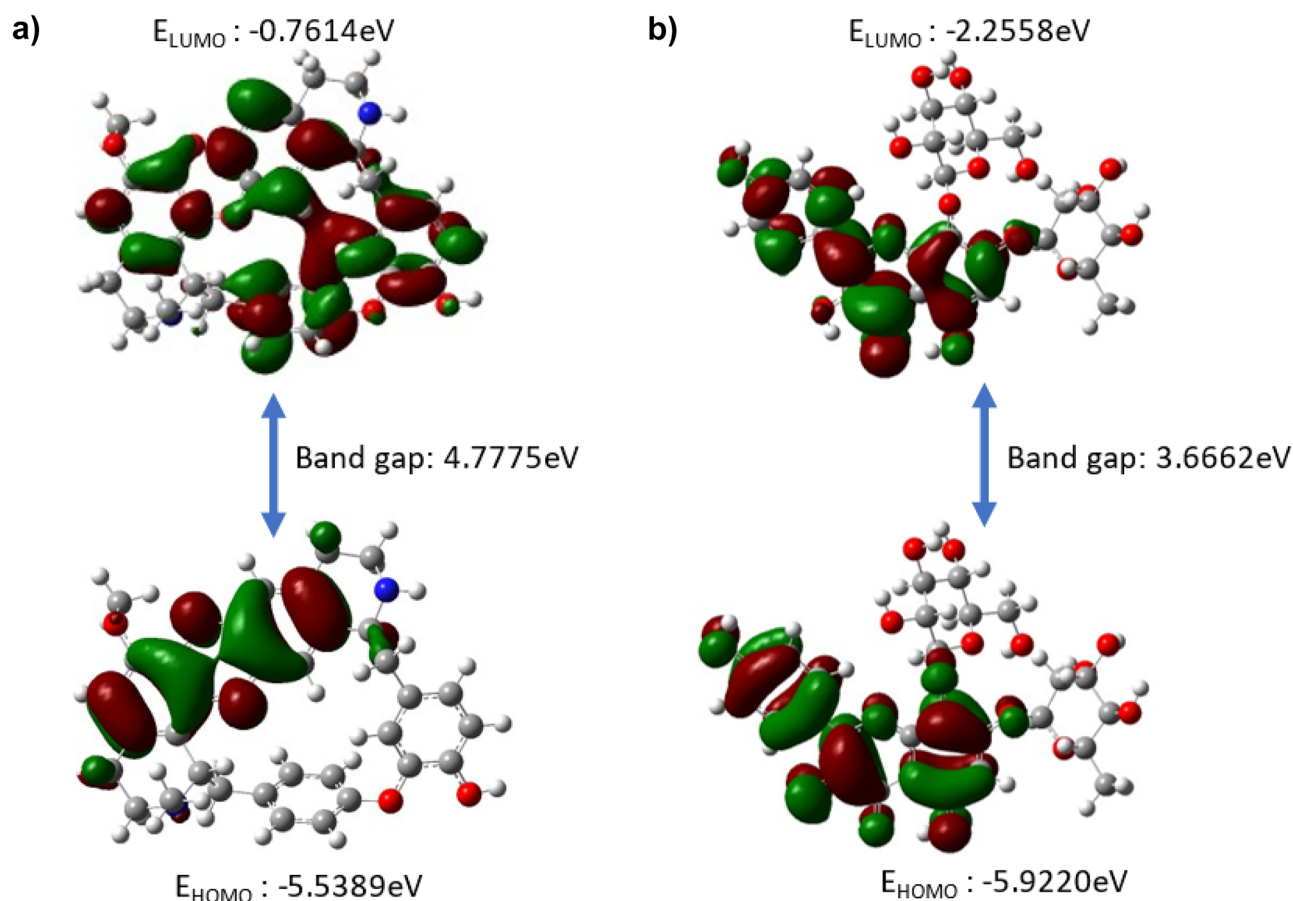 a)
E_LUMO : -0.7614eV
Band gap: 4.7775eV
E_HOMO : -5.5389eV
b)
E_LUMO : -2.2558eV
Band gap: 3.6662eV
E_HOMO : -5.9220eV